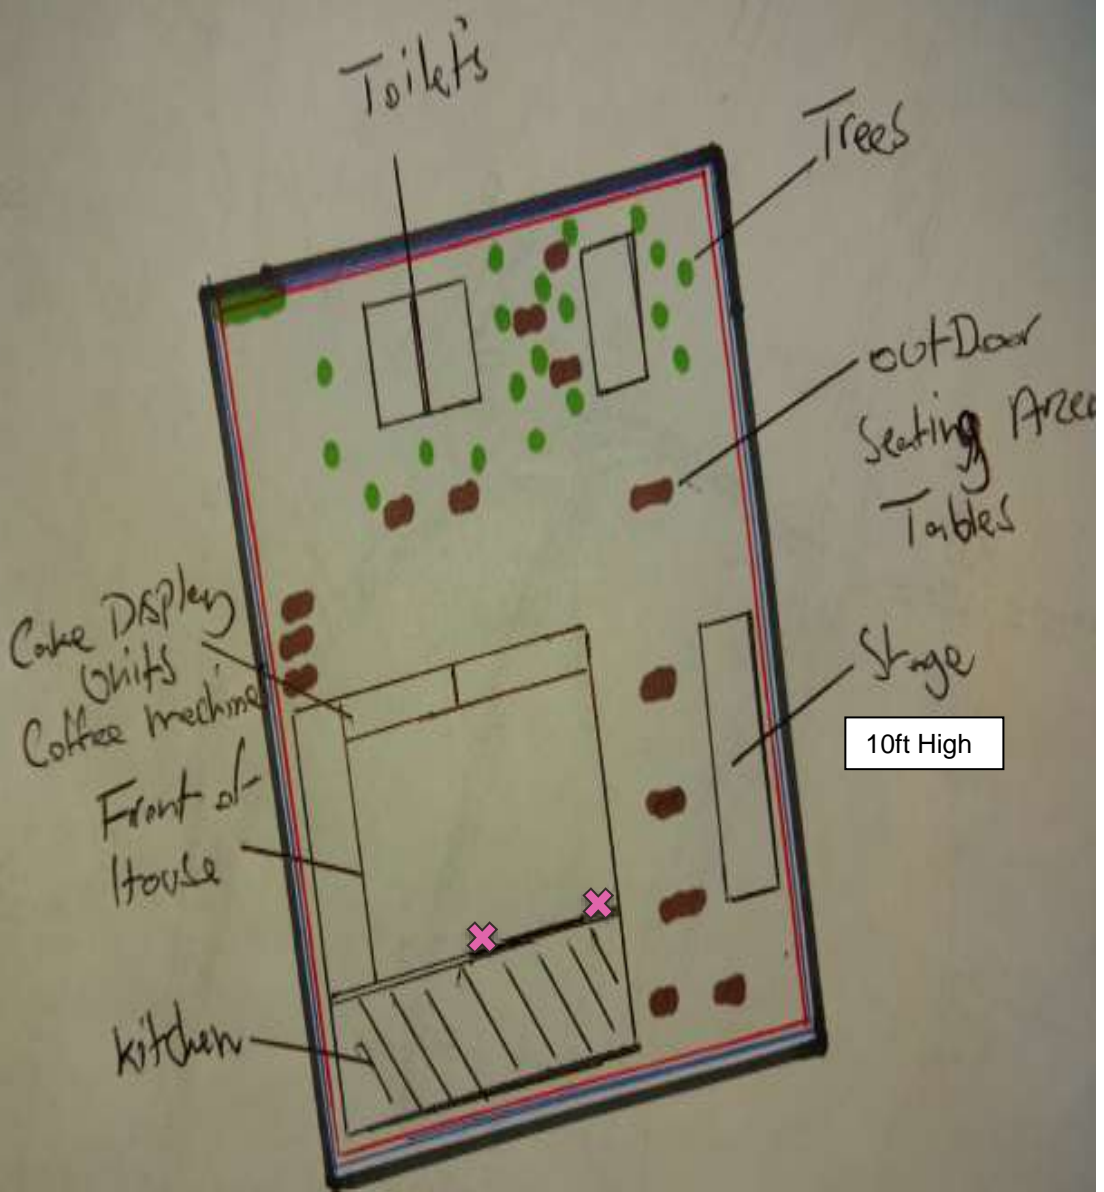 Toilets
Trees
outDoor
Seating Area
Tables
Cake Display
Units
Coffee Machine
Front of
House
Stage
10ft High
kitchen